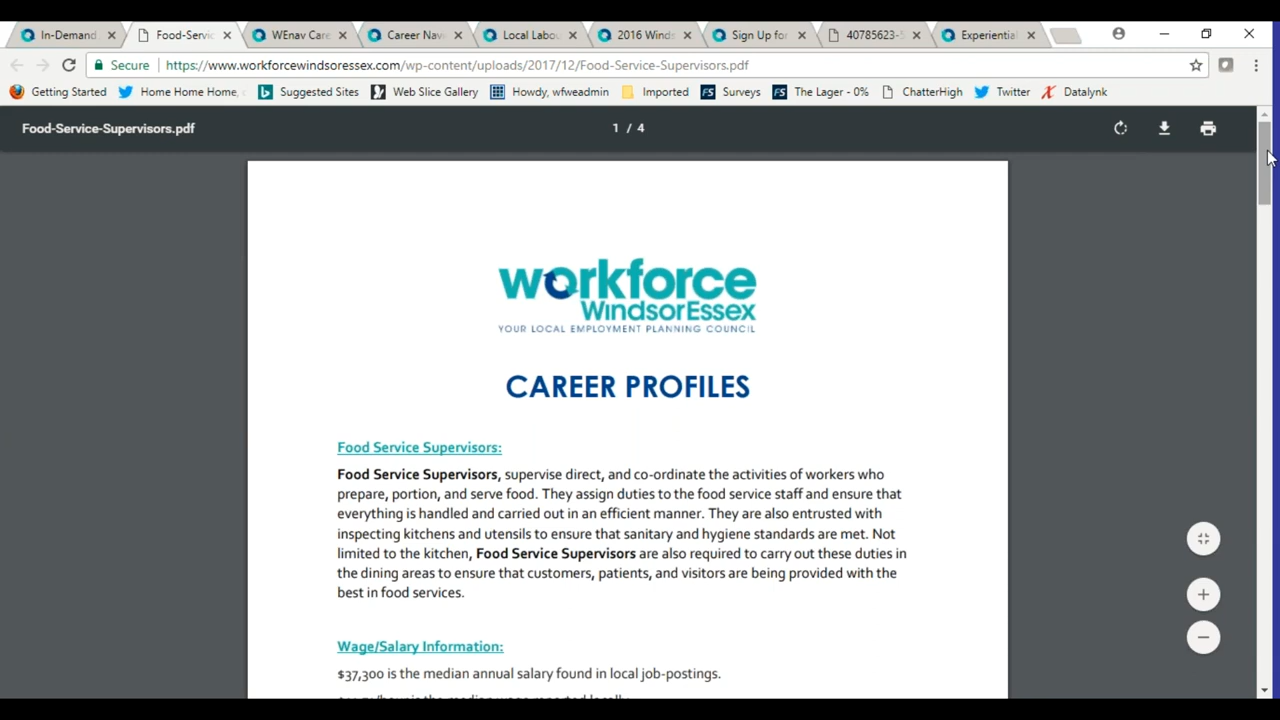 In-Demand
Food-Servic
WEnav Care
Career Nav
Local Labou
2016 Winds
Sign Up for
40785623-5
Experiential
Secure
https://www.workforcewindsoressex.com/wp-content/uploads/2017/12/Food-Service-Supervisors.pdf
Getting Started
Home Home Home,
Suggested Sites
Web Slice Gallery
Howdy, wfweadmin
Imported
Surveys
The Lager - 0%
ChatterHigh
Twitter
Datalynk
Food-Service-Supervisors.pdf
1 / 4
workforce
WindsorEssex
YOUR LOCAL EMPLOYMENT PLANNING COUNCIL
CAREER PROFILES
Food Service Supervisors:
Food Service Supervisors, supervise direct, and co-ordinate the activities of workers who
prepare, portion, and serve food. They assign duties to the food service staff and ensure that
everything is handled and carried out in an efficient manner. They are also entrusted with
inspecting kitchens and utensils to ensure that sanitary and hygiene standards are met. Not
limited to the kitchen, Food Service Supervisors are also required to carry out these duties in
the dining areas to ensure that customers, patients, and visitors are being provided with the
best in food services.
Wage/Salary Information:
$37,300 is the median annual salary found in local job-postings.